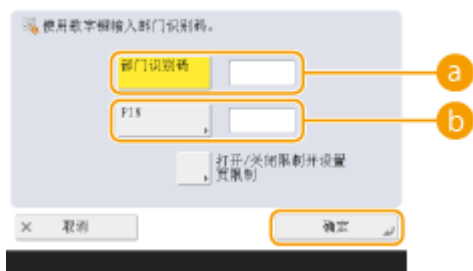 使用数字键输入部门识别码。
部门识别码
a
PIN
b
打开/关闭限制并设置
页限制
× 取消
确定